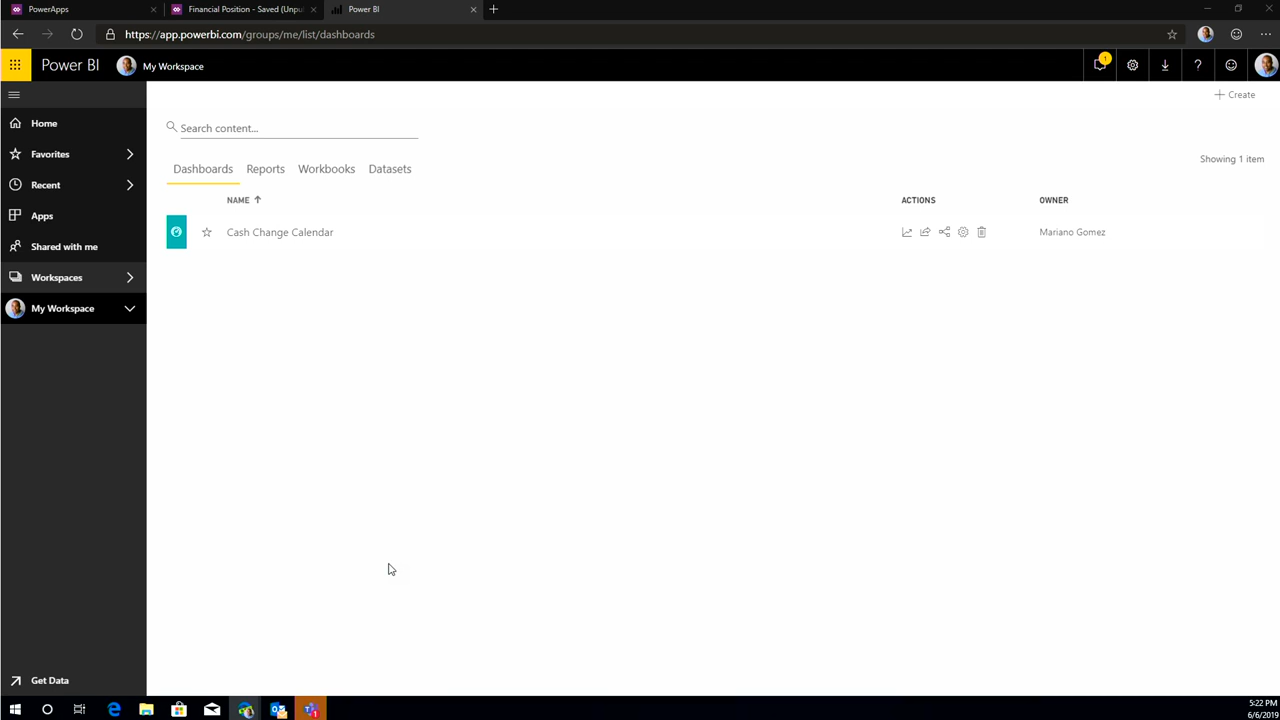 PowerApps
Financial Position - Saved (Unpu
Power BI
https://app.powerbi.com/groups/me/list/dashboards
Power BI
My Workspace
1
Create
Home
Search content...
Favorites
Showing 1 item
Dashboards Reports Workbooks Datasets
Recent
NAME ACTIONS OWNER
Apps
Cash Change Calendar Mariano Gomez
Shared with me
Workspaces
My Workspace
Get Data
5:22 PM
6/6/2019